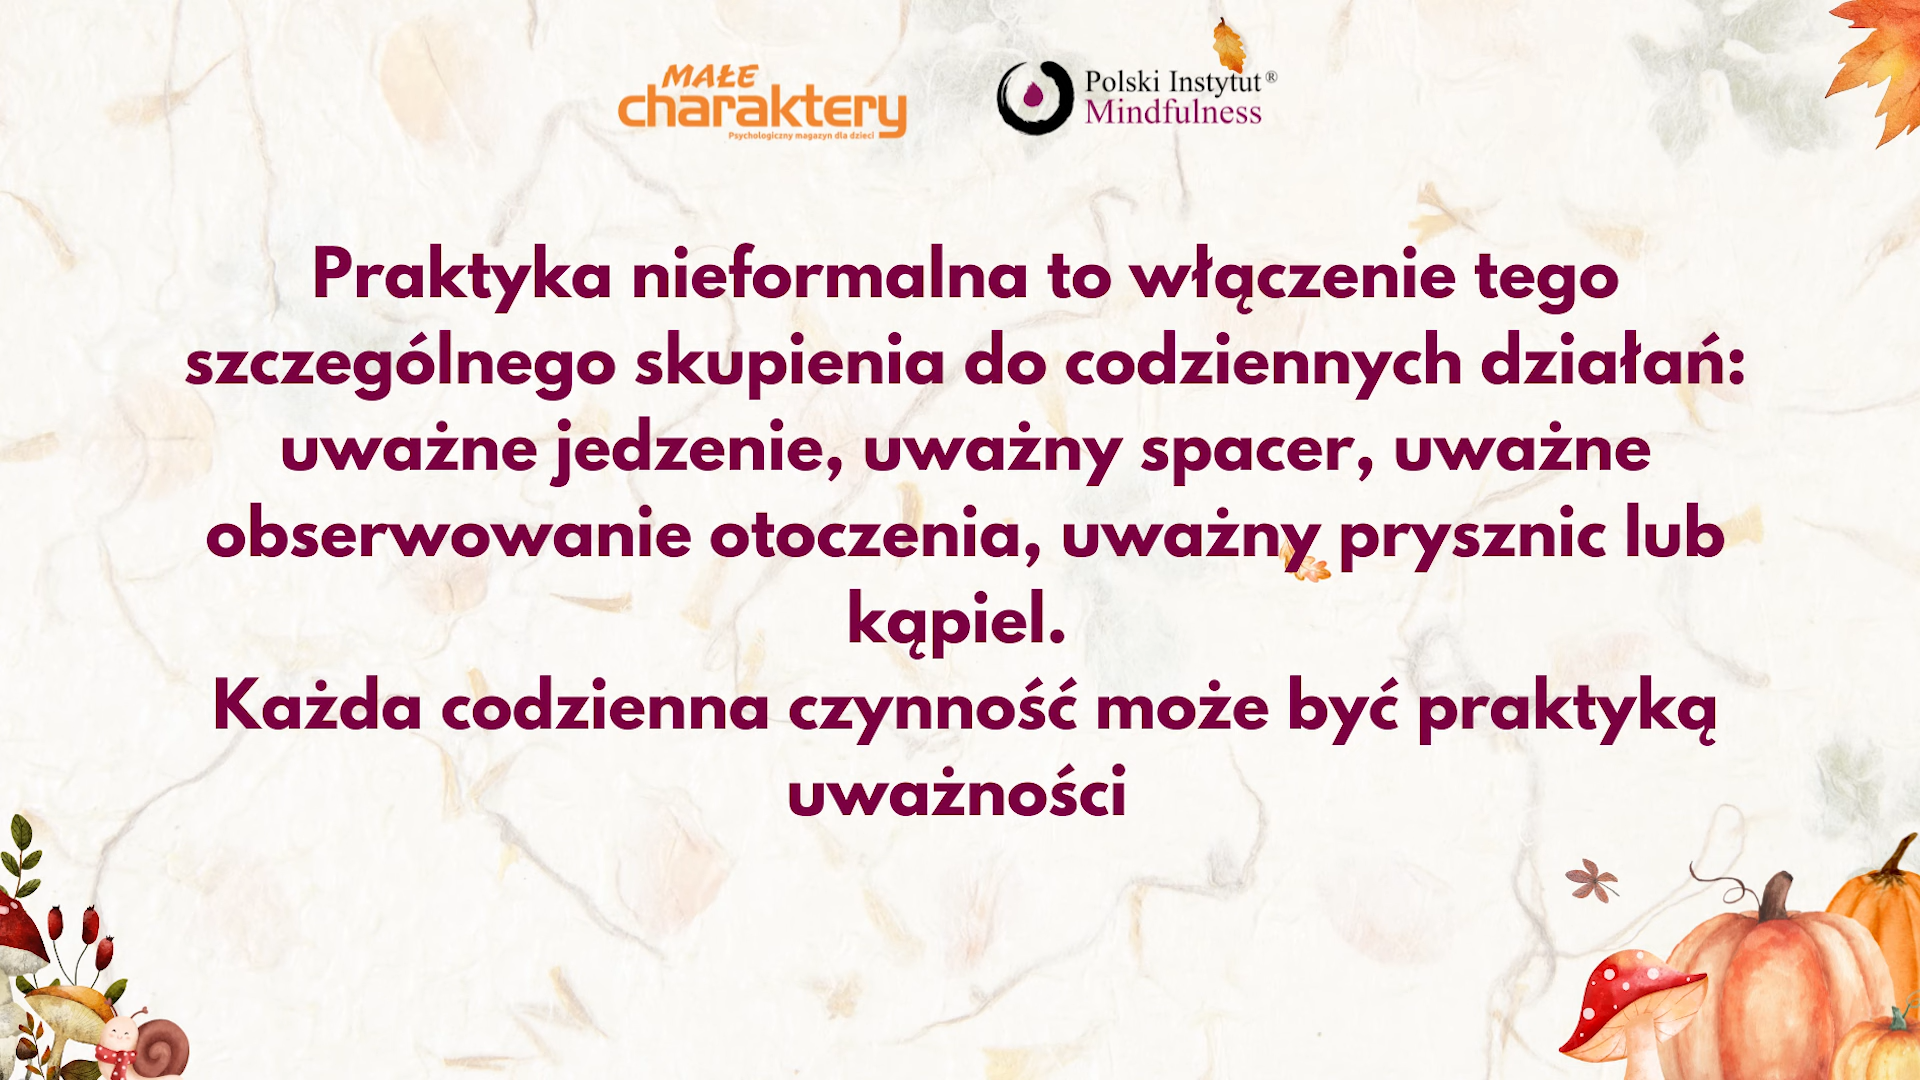 MAŁE
charaktery
Psychologiczny magazyn dla dzieci
Polski Instytut®
Mindfulness
Praktyka nieformalna to włączenie tego
szczególnego skupienia do codziennych działań:
uważne jedzenie, uważny spacer, uważne
obserwowanie otoczenia, uważny prysznic lub
kąpiel.
Każda codzienna czynność może być praktyką
uważności